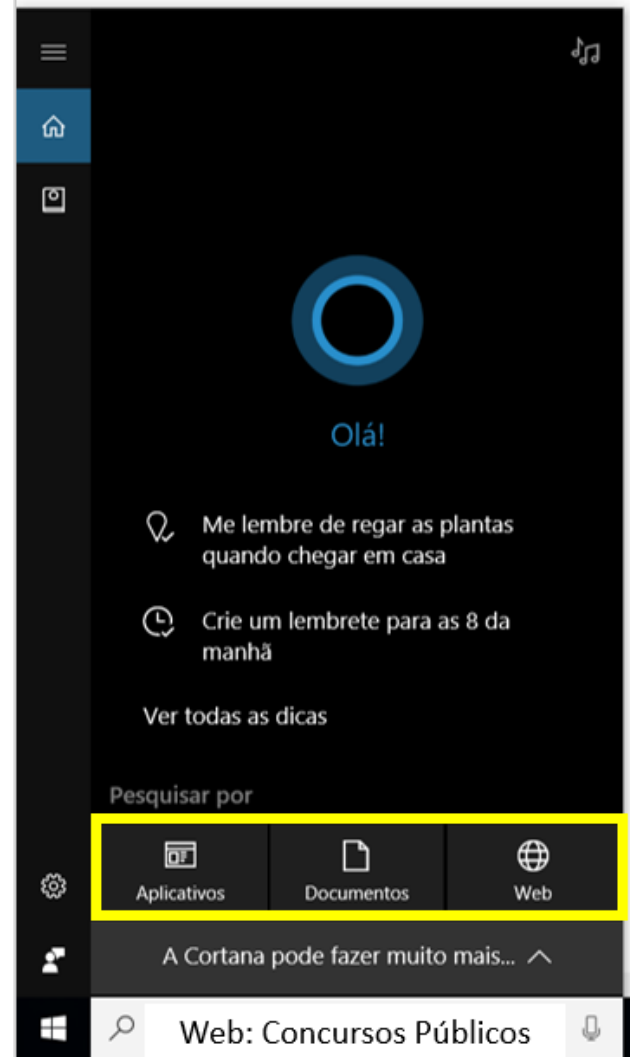 Olá!
Me lembre de regar as plantas
quando chegar em casa
Crie um lembrete para as 8 da
manhã
Ver todas as dicas
Pesquisar por
Aplicativos
Documentos
Web
A Cortana pode fazer muito mais...
Web: Concursos Públicos